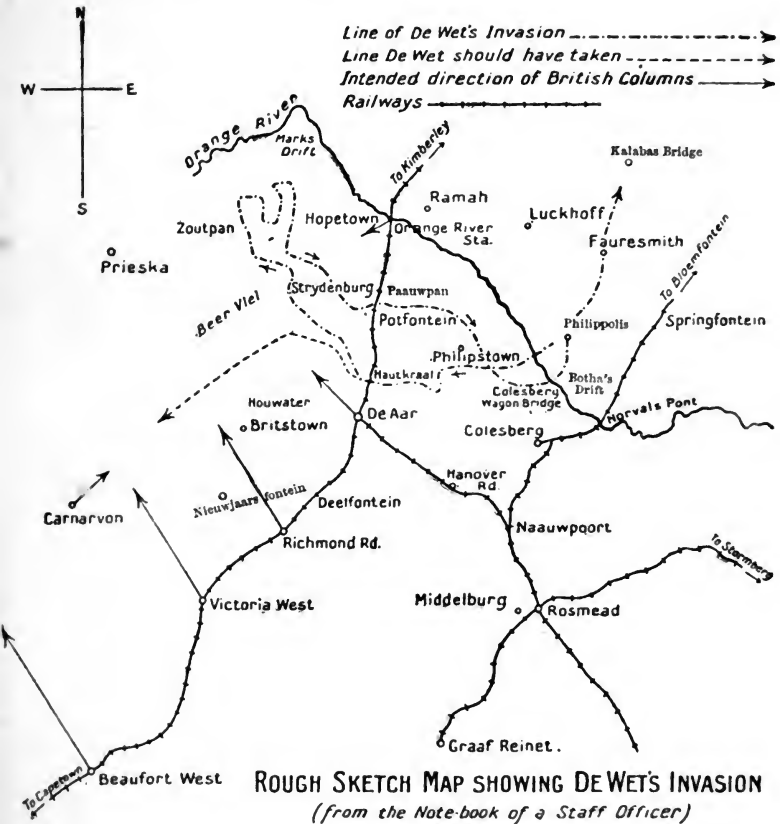 N
W E
S
Line of De Wet's Invasion
Line De Wet should have taken
Intended direction of British Columns
Railways
Orange River
Marks
Drift
To Kimberley
Kalabas Bridge
Ramah
Luckhoff
Zoutpan
Hopetown
Orange River
Sta.
Fauresmith
Prieska
To Bloemfontein
Strydenburg
Paauwpan
Beer Vlei
Potfontein
Philippolis
Springfontein
Philipstown
Hautkraal
Colesberg
Wagon Bridge
Botha's
Drift
Norval's Pont
Houwater
Britstown
De Aar
Colesberg
Hanover
Rd.
Nieuwjaarsfontein
Deelfontein
Carnarvon
Naauwpoort
Richmond Rd.
To Stormberg
Victoria West
Middelburg
Rosmead
Graaf Reinet.
To Capetown
Beaufort West
ROUGH SKETCH MAP SHOWING DE WET'S INVASION
(from the Note-book of a Staff Officer)